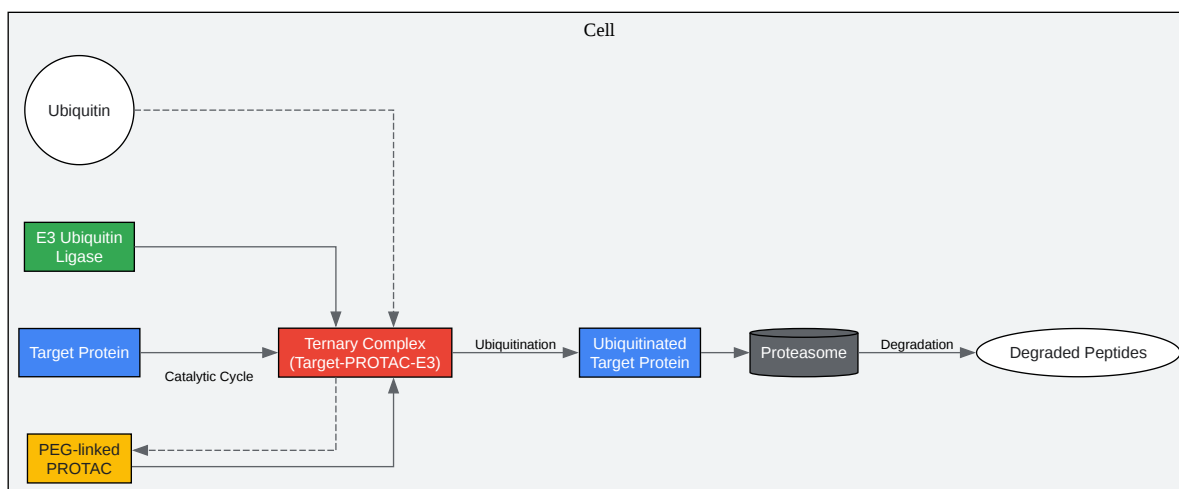 Cell
Ubiquitin
E3 Ubiquitin
Ligase
Target Protein
Catalytic Cycle
Ternary Complex
(Target-PROTAC-E3)
Ubiquitination
Ubiquitinated
Target Protein
Proteasome
Degradation
Degraded Peptides
PEG-linked
PROTAC